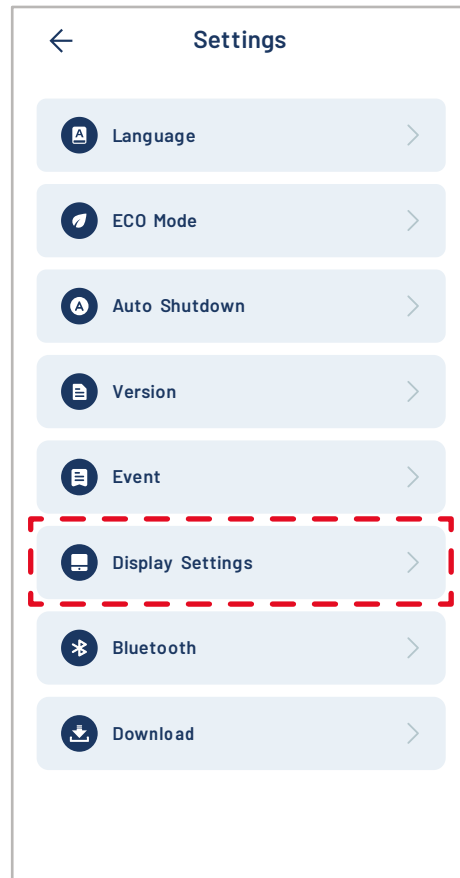 Settings
Language
ECO Mode
Auto Shutdown
Version
Event
Display Settings
Bluetooth
Download